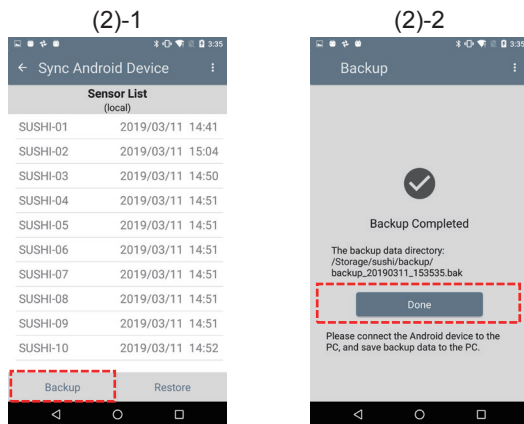 (2)-1
3:35
← Sync Android Device
Sensor List
(local)
SUSHI-01 2019/03/11 14:41
SUSHI-02 2019/03/11 15:04
SUSHI-03 2019/03/11 14:50
SUSHI-04 2019/03/11 14:51
SUSHI-05 2019/03/11 14:51
SUSHI-06 2019/03/11 14:51
SUSHI-07 2019/03/11 14:51
SUSHI-08 2019/03/11 14:51
SUSHI-09 2019/03/11 14:51
SUSHI-10 2019/03/11 14:52
Backup Restore
(2)-2
3:35
Backup
Backup Completed
The backup data directory:
/Storage/sushi/backup/
backup_20190311_153535.bak
Done
Please connect the Android device to the
PC, and save backup data to the PC.